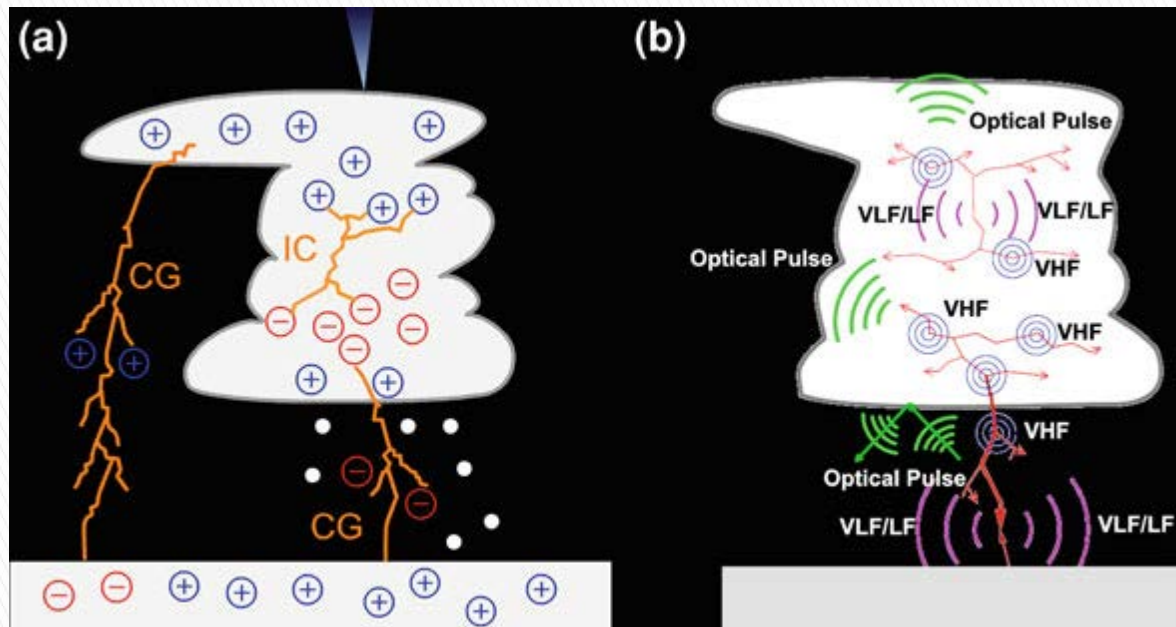 (a)
CG
IC
CG
(b)
Optical Pulse
VLF/LF
VLF/LF
Optical Pulse
VHF
VHF
VHF
VHF
Optical Pulse
VLF/LF
VLF/LF